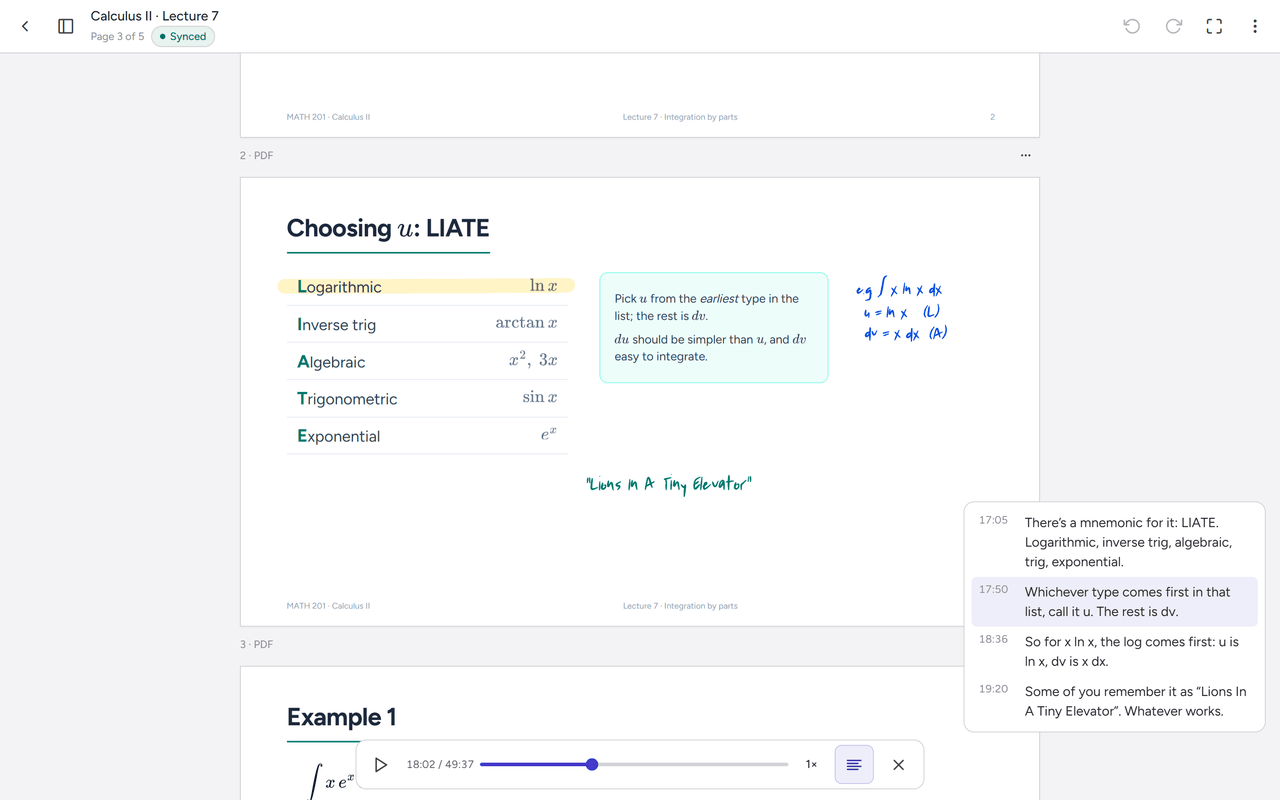 Calculus II · Lecture 7
Page 3 of 5
Synced
MATH 201 · Calculus II
Lecture 7 · Integration by parts
2
2 · PDF
Choosing u: LIATE
Logarithmic ln x
Inverse trig arctan x
Algebraic x², 3x
Trigonometric sin x
Exponential eˣ
Pick u from the earliest type in the
list; the rest is dv.
du should be simpler than u, and dv
easy to integrate.
e.g ∫ x ln x dx
u = ln x (L)
dv = x dx (A)
"Lions In A Tiny Elevator"
MATH 201 · Calculus II
Lecture 7 · Integration by parts
3 · PDF
Example 1
∫ x eˣ
17:05 There's a mnemonic for it: LIATE.
Logarithmic, inverse trig, algebraic,
trig, exponential.
17:50 Whichever type comes first in that
list, call it u. The rest is dv.
18:36 So for x ln x, the log comes first: u is
ln x, dv is x dx.
19:20 Some of you remember it as “Lions In
A Tiny Elevator”. Whatever works.
18:02 / 49:37
1×